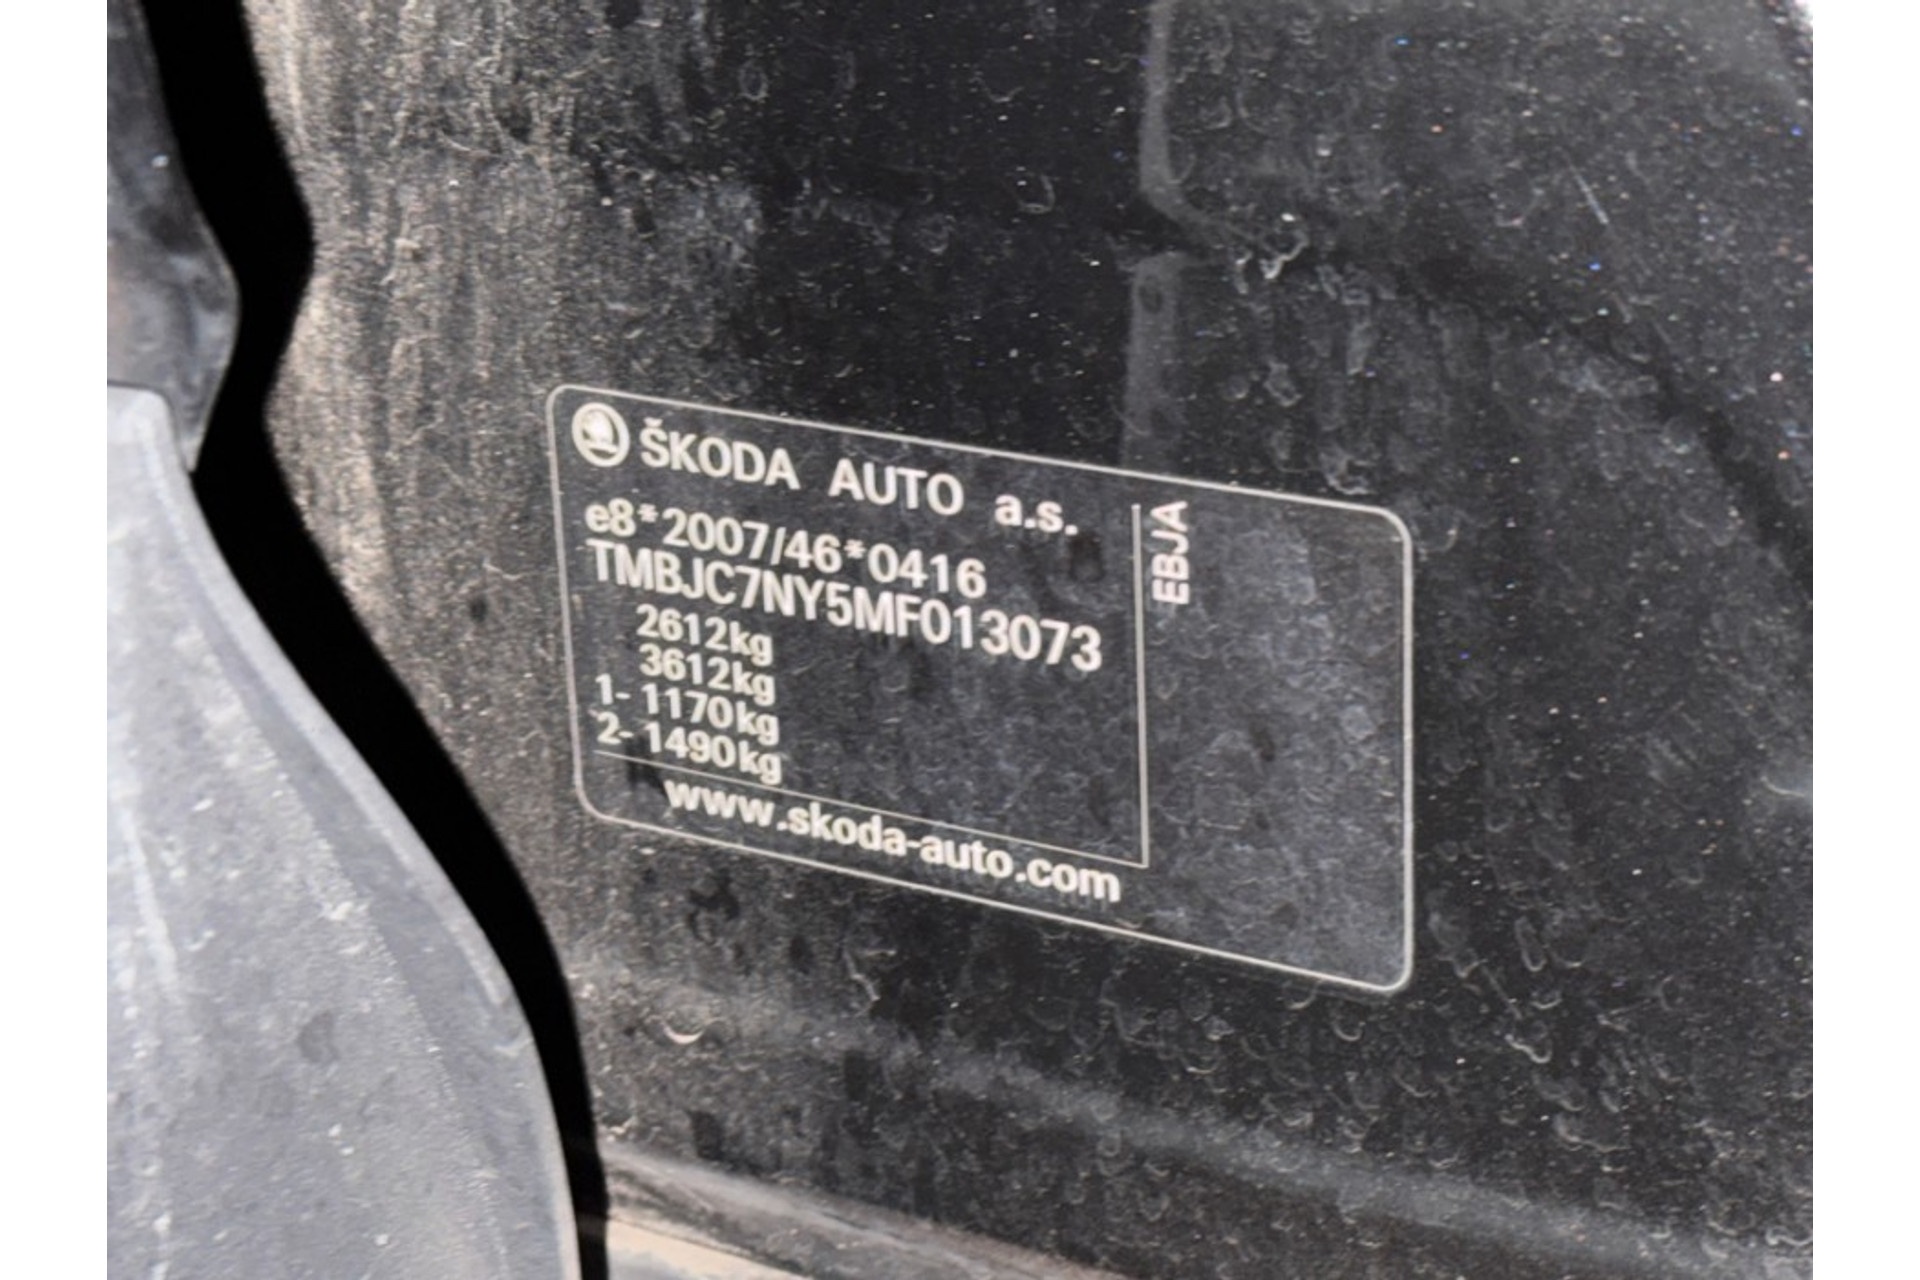 ŠKODA AUTO a.s.
e8*2007/46*0416
TMBJC7NY5MF013073
2612kg
3612kg
1- 1170kg
2- 1490kg
www.skoda-auto.com
EBJA